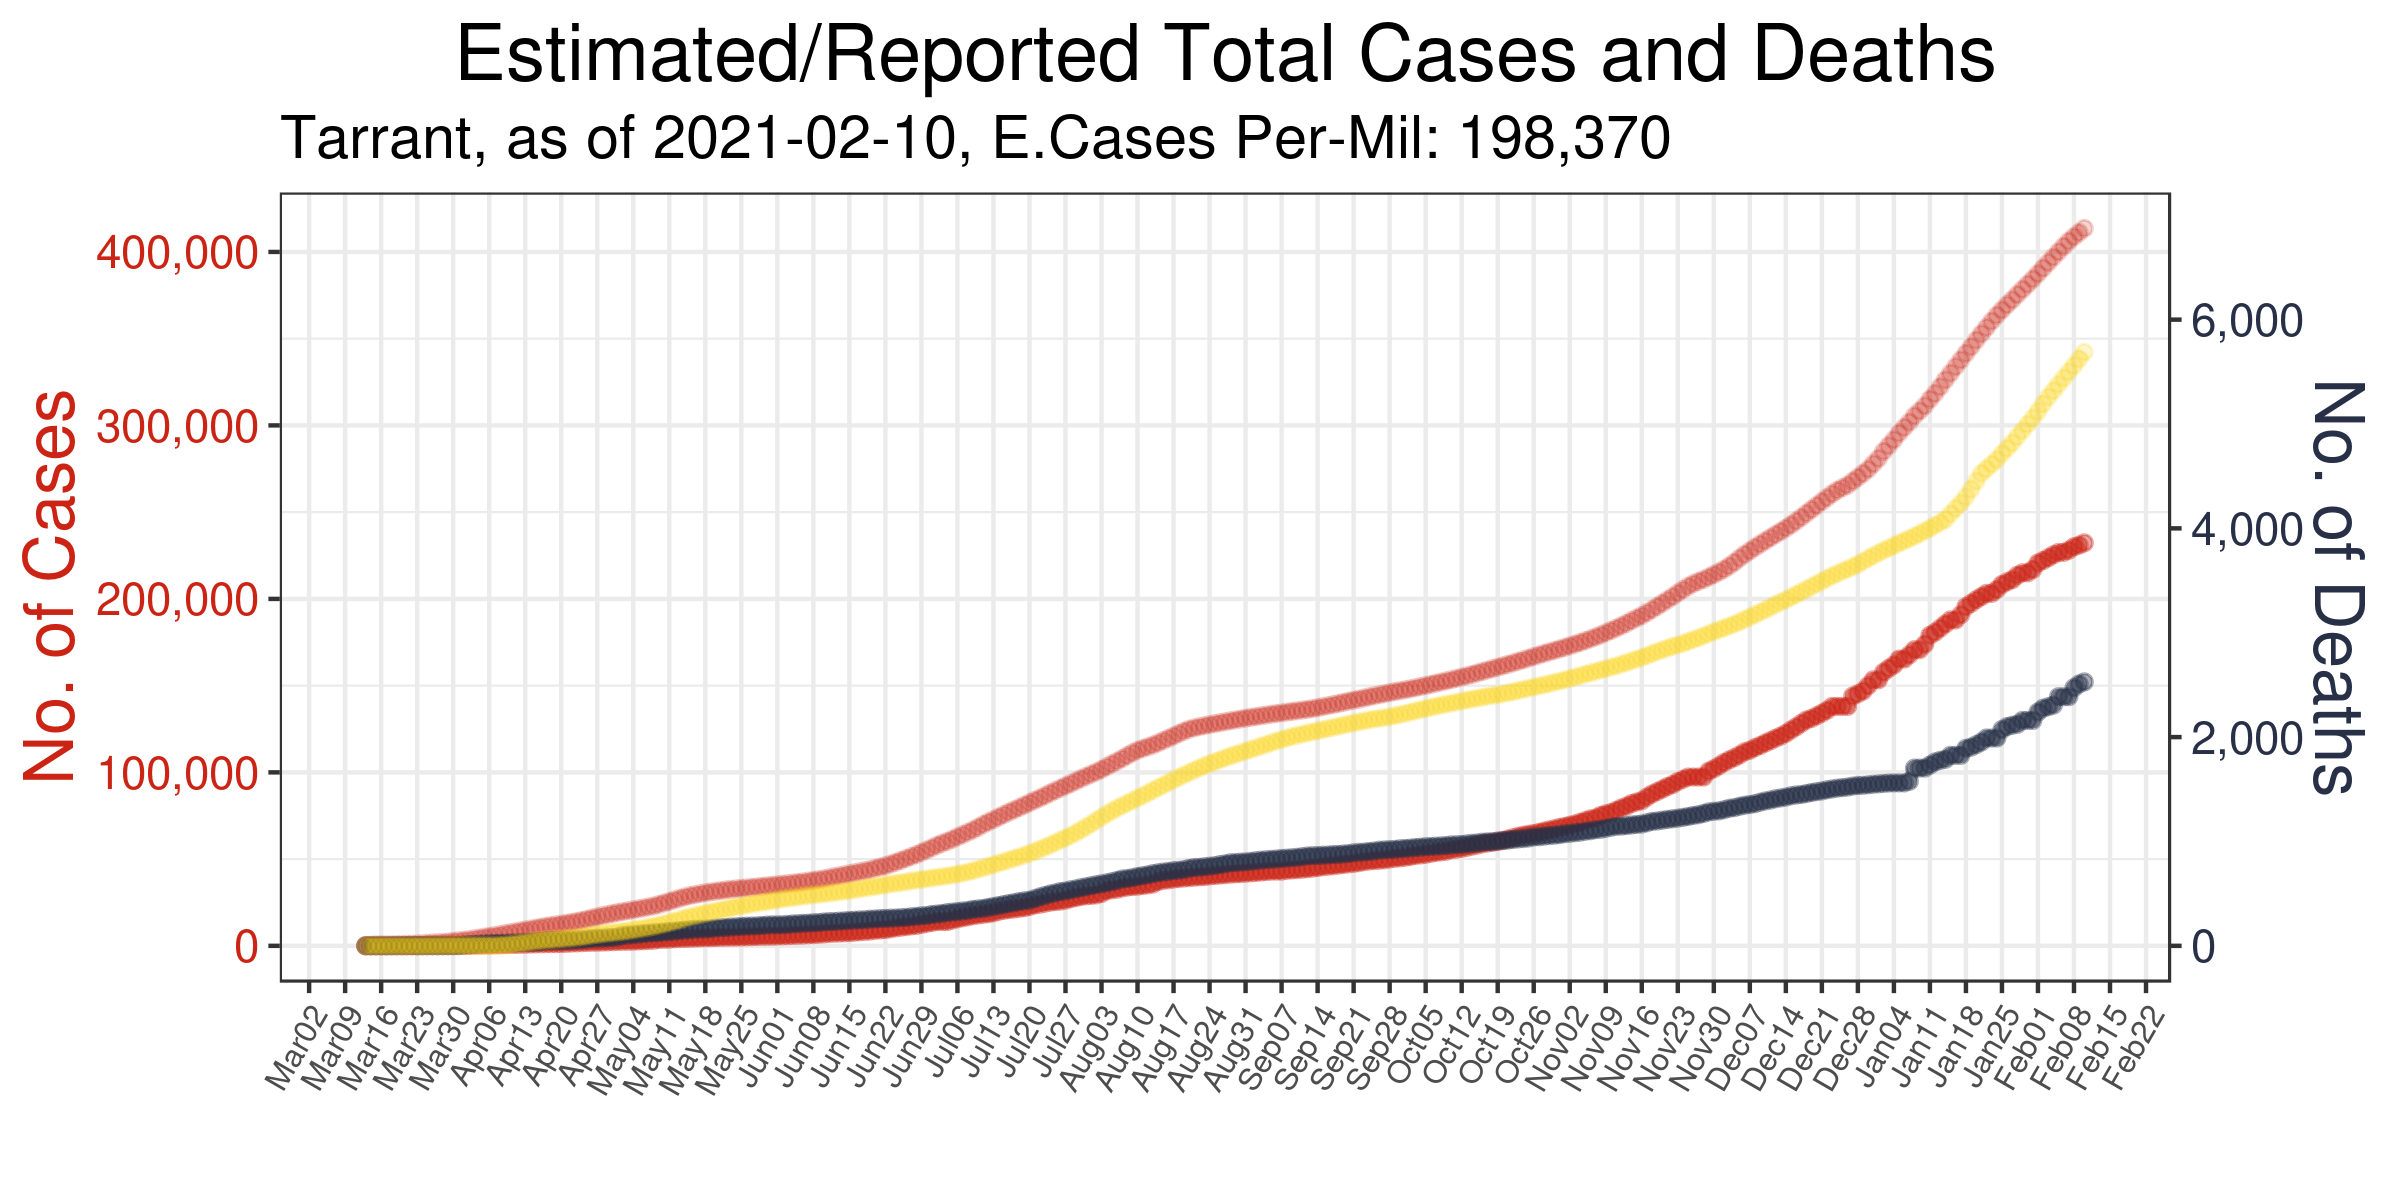 Estimated/Reported Total Cases and Deaths
Tarrant, as of 2021-02-10, E.Cases Per-Mil: 198,370
No. of Cases
400,000
300,000
200,000
100,000
0
6,000
4,000
2,000
0
No. of Deaths
Mar02
Mar09
Mar16
Mar23
Mar30
Apr06
Apr13
Apr20
Apr27
May04
May11
May18
May25
Jun01
Jun08
Jun15
Jun22
Jun29
Jul06
Jul13
Jul20
Jul27
Aug03
Aug10
Aug17
Aug24
Aug31
Sep07
Sep14
Sep21
Sep28
Oct05
Oct12
Oct19
Oct26
Nov02
Nov09
Nov16
Nov23
Nov30
Dec07
Dec14
Dec21
Dec28
Jan04
Jan11
Jan18
Jan25
Feb01
Feb08
Feb15
Feb22